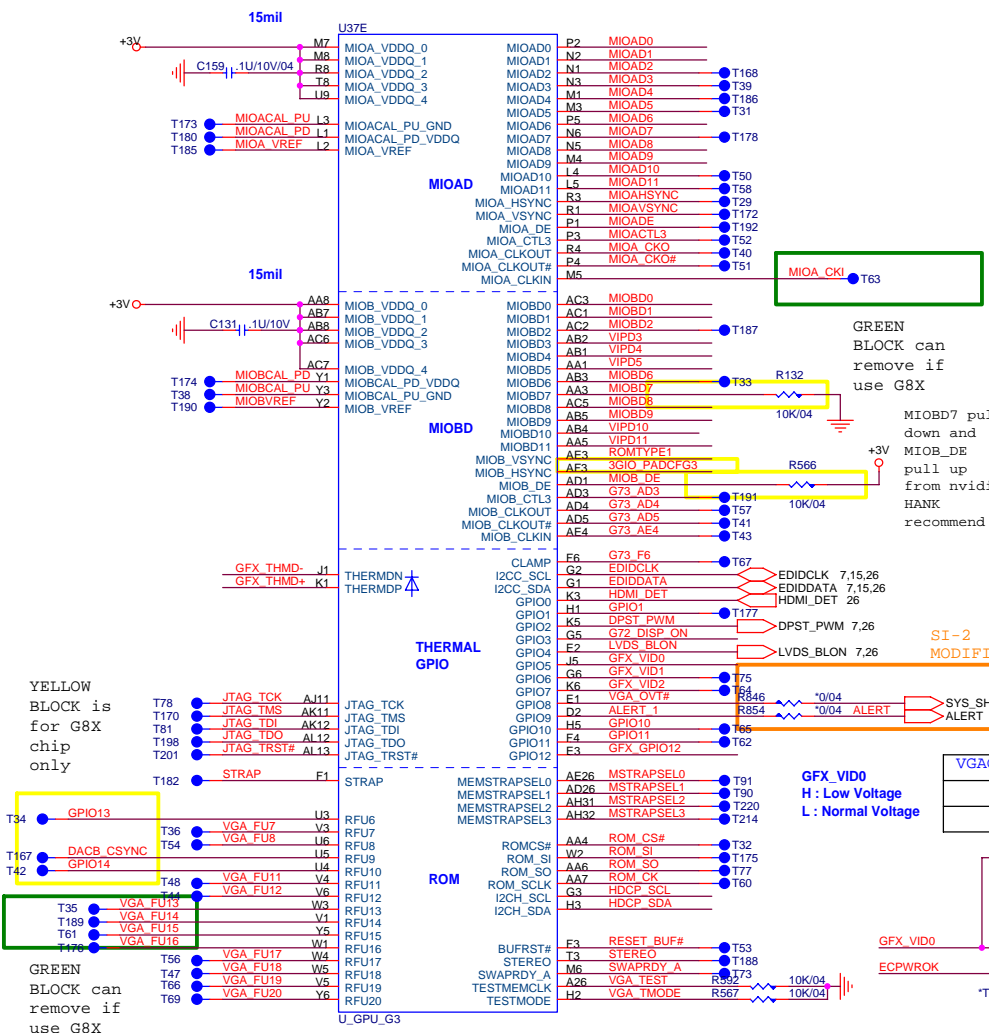 15mil
U37E
+3V
C159 .1U/10V/04
M7 MIOA_VDDQ_0
M8 MIOA_VDDQ_1
R8 MIOA_VDDQ_2
T8 MIOA_VDDQ_3
U9 MIOA_VDDQ_4
T173 MIOACAL_PU L3 MIOACAL_PU_GND
T180 MIOACAL_PD L1 MIOACAL_PD_VDDQ
T185 MIOA_VREF L2 MIOA_VREF
MIOAD
MIOAD0 P2 MIOAD0
MIOAD1 N2 MIOAD1
MIOAD2 N1 MIOAD2 T168
MIOAD3 N3 MIOAD3 T39
MIOAD4 M1 MIOAD4 T186
MIOAD5 M3 MIOAD5 T31
MIOAD6 P5 MIOAD6
MIOAD7 N6 MIOAD7 T178
MIOAD8 N5 MIOAD8
MIOAD9 M4 MIOAD9
MIOAD10 L4 MIOAD10 T50
MIOAD11 L5 MIOAD11 T58
MIOA_HSYNC R3 MIOAHSYNC T29
MIOA_VSYNC R1 MIOAVSYNC T172
MIOA_DE P1 MIOADE T192
MIOA_CTL3 P3 MIOACTL3 T52
MIOA_CLKOUT R4 MIOA_CKO T40
MIOA_CLKOUT# P4 MIOA_CKO# T51
MIOA_CLKIN M5 MIOA_CKI T63
GREEN
BLOCK can
remove if
use G8X
15mil
+3V
C131 .1U/10V
AA8 MIOB_VDDQ_0
AB7 MIOB_VDDQ_1
AB8 MIOB_VDDQ_2
AC6 MIOB_VDDQ_3
AC7 MIOB_VDDQ_4
T174 MIOBCAL_PD Y1 MIOBCAL_PD_VDDQ
T38 MIOBCAL_PU Y3 MIOBCAL_PU_GND
T190 MIOBVREF Y2 MIOB_VREF
MIOBD
MIOBD0 AC3 MIOBD0
MIOBD1 AC1 MIOBD1
MIOBD2 AC2 MIOBD2 T187
MIOBD3 AB2 VIPD3
MIOBD4 AB1 VIPD4
MIOBD5 AA1 VIPD5
MIOBD6 AB3 MIOBD6 T33
MIOBD7 AA3 MIOBD7 R132 10K/04
MIOBD8 AC5 MIOBD8
MIOBD9 AB5 MIOBD9
MIOBD10 AB4 VIPD10
MIOBD11 AA5 VIPD11
MIOB_VSYNC AE3 ROMTYPE1
MIOB_HSYNC AF3 3GIO_PADCFG3
MIOB_DE AD1 MIOB_DE R566 10K/04 +3V
MIOB_CTL3 AD3 G73_AD3 T191
MIOB_CLKOUT AD4 G73_AD4 T57
MIOB_CLKOUT# AD5 G73_AD5 T41
MIOB_CLKIN AE4 G73_AE4 T43
MIOBD7 pul
down and
MIOB_DE
pull up
from nvidi
HANK
recommend
GFX_THMD- J1 THERMDN
GFX_THMD+ K1 THERMDP
THERMAL
GPIO
CLAMP F6 G73_F6 T67
I2CC_SCL G2 EDIDCLK EDIDCLK 7,15,26
I2CC_SDA G1 EDIDDATA EDIDDATA 7,15,26
GPIO0 K3 HDMI_DET HDMI_DET 26
GPIO1 H1 GPIO1 T177
GPIO2 K5 DPST_PWM DPST_PWM 7,26
GPIO3 G5 G72_DISP_ON
GPIO4 E2 LVDS_BLON LVDS_BLON 7,26
GPIO5 J5 GFX_VID0
GPIO6 G6 GFX_VID1 T75
GPIO7 K6 GFX_VID2 T64
GPIO8 E1 VGA_OVT# R846 *0/04 SYS_SH
GPIO9 D2 ALERT_1 R854 *0/04 ALERT ALERT
GPIO10 H5 GPIO10 T65
GPIO11 F4 GPIO11 T62
GPIO12 E3 GFX_GPIO12
SI-2
MODIFI
YELLOW
BLOCK is
for G8X
chip
only
T78 JTAG_TCK AJ11 JTAG_TCK
T170 JTAG_TMS AK11 JTAG_TMS
T81 JTAG_TDI AK12 JTAG_TDI
T198 JTAG_TDO AL12 JTAG_TDO
T201 JTAG_TRST# AL13 JTAG_TRST#
T182 STRAP F1 STRAP
MEMSTRAPSEL0 AE26 MSTRAPSEL0 T91
MEMSTRAPSEL1 AD26 MSTRAPSEL1 T90
MEMSTRAPSEL2 AH31 MSTRAPSEL2 T220
MEMSTRAPSEL3 AH32 MSTRAPSEL3 T214
GFX_VID0
H : Low Voltage
L : Normal Voltage
VGA
T34 GPIO13 U3 RFU6
T36 VGA_FU7 V3 RFU7
T54 VGA_FU8 U6 RFU8
T167 DACB_CSYNC U5 RFU9
T42 GPIO14 U4 RFU10
T48 VGA_FU11 V4 RFU11
T44 VGA_FU12 V6 RFU12
T35 VGA_FU13 W3 RFU13
T189 VGA_FU14 V1 RFU14
T61 VGA_FU15 Y5 RFU15
T176 VGA_FU16 W1 RFU16
T56 VGA_FU17 W4 RFU17
T47 VGA_FU18 W5 RFU18
T66 VGA_FU19 V5 RFU19
T69 VGA_FU20 Y6 RFU20
ROM
ROMCS# AA4 ROM_CS# T32
ROM_SI W2 ROM_SI T175
ROM_SO AA6 ROM_SO T77
ROM_SCLK AA7 ROM_CK T60
I2CH_SCL G3 HDCP_SCL
I2CH_SDA H3 HDCP_SDA
BUFRST# F3 RESET_BUF# T53
STEREO T3 STEREO T188
SWAPRDY_A M6 SWAPRDY_A T73
TESTMEMCLK A26 VGA_TEST R592 10K/04
TESTMODE H2 VGA_TMODE R567 10K/04
GFX_VID0
ECPWROK
*T
GREEN
BLOCK can
remove if
use G8X
U_GPU_G3